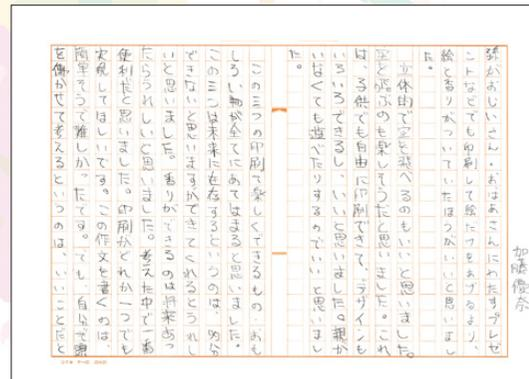 加藤優奈
孫がおじいさん・おばあさんにわたすプレゼ
ントなどでも印刷して絵だけをあげるより、
絵と香りがついていたほうがいいと思いまし
た。
立体的で空を飛べるのもいいと思いました。
空を飛ぶのも楽しそうだと思いました。これ
は、子供でも自由に印刷できて、デザインも
いろいろできるし、いいと思いました。親が
いなくても遊べたりするのでいいと思いまし
た。
この三つの印刷で楽しくできるもの、おも
しろい物が全てにあてはまると思いました。
この三つは未来に存在するというのは、多分
できないと思いますができてくれるとうれし
いと思いました。香りができるのは将来あっ
たらうれしいと思いました。考えた中で一番
便利だと思いました。印刷がどれか一つでも
実現してほしいです。この作文を書くのは、
簡単そうで難しかったです。でも、自分で頭
を働かせて考えるというのは、いいことだと